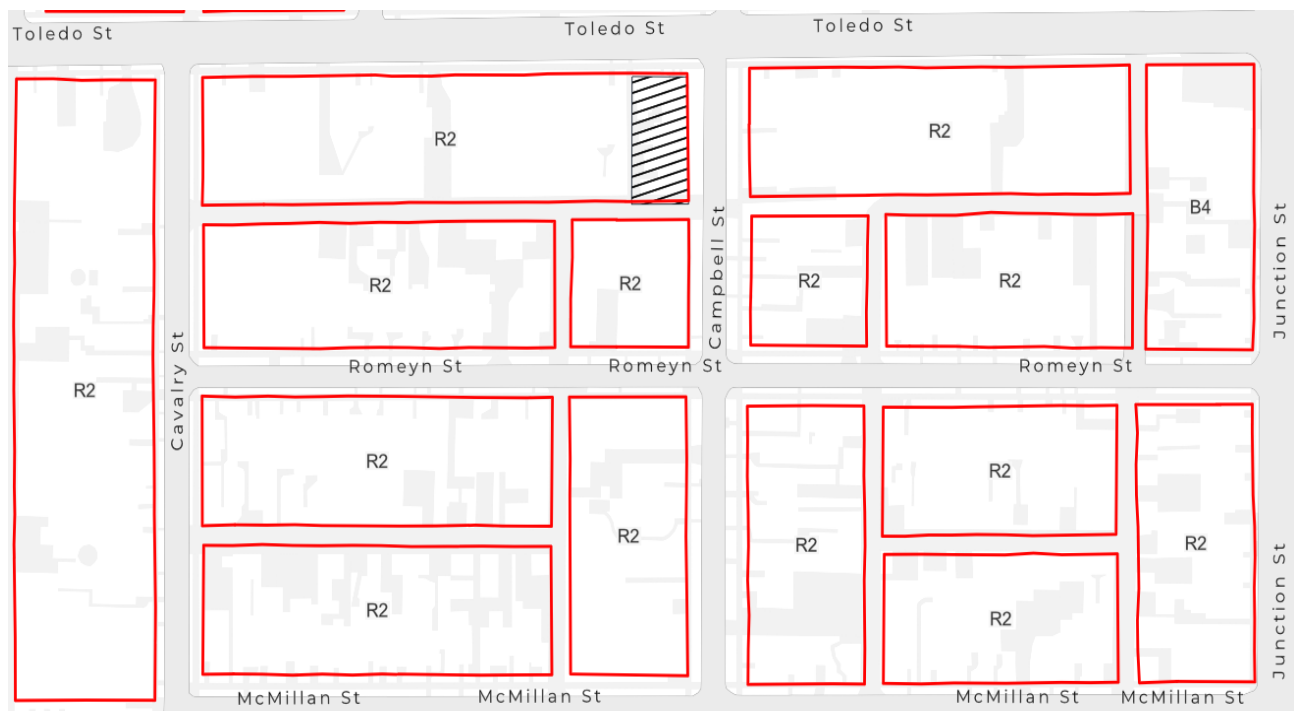 Toledo St
Toledo St
Toledo St
R2
R2
B4
R2
R2
R2
R2
Campbell St
Junction St
Cavalry St
Romeyn St
Romeyn St
Romeyn St
R2
R2
R2
R2
R2
R2
R2
R2
R2
Junction St
McMillan St
McMillan St
McMillan St
McMillan St